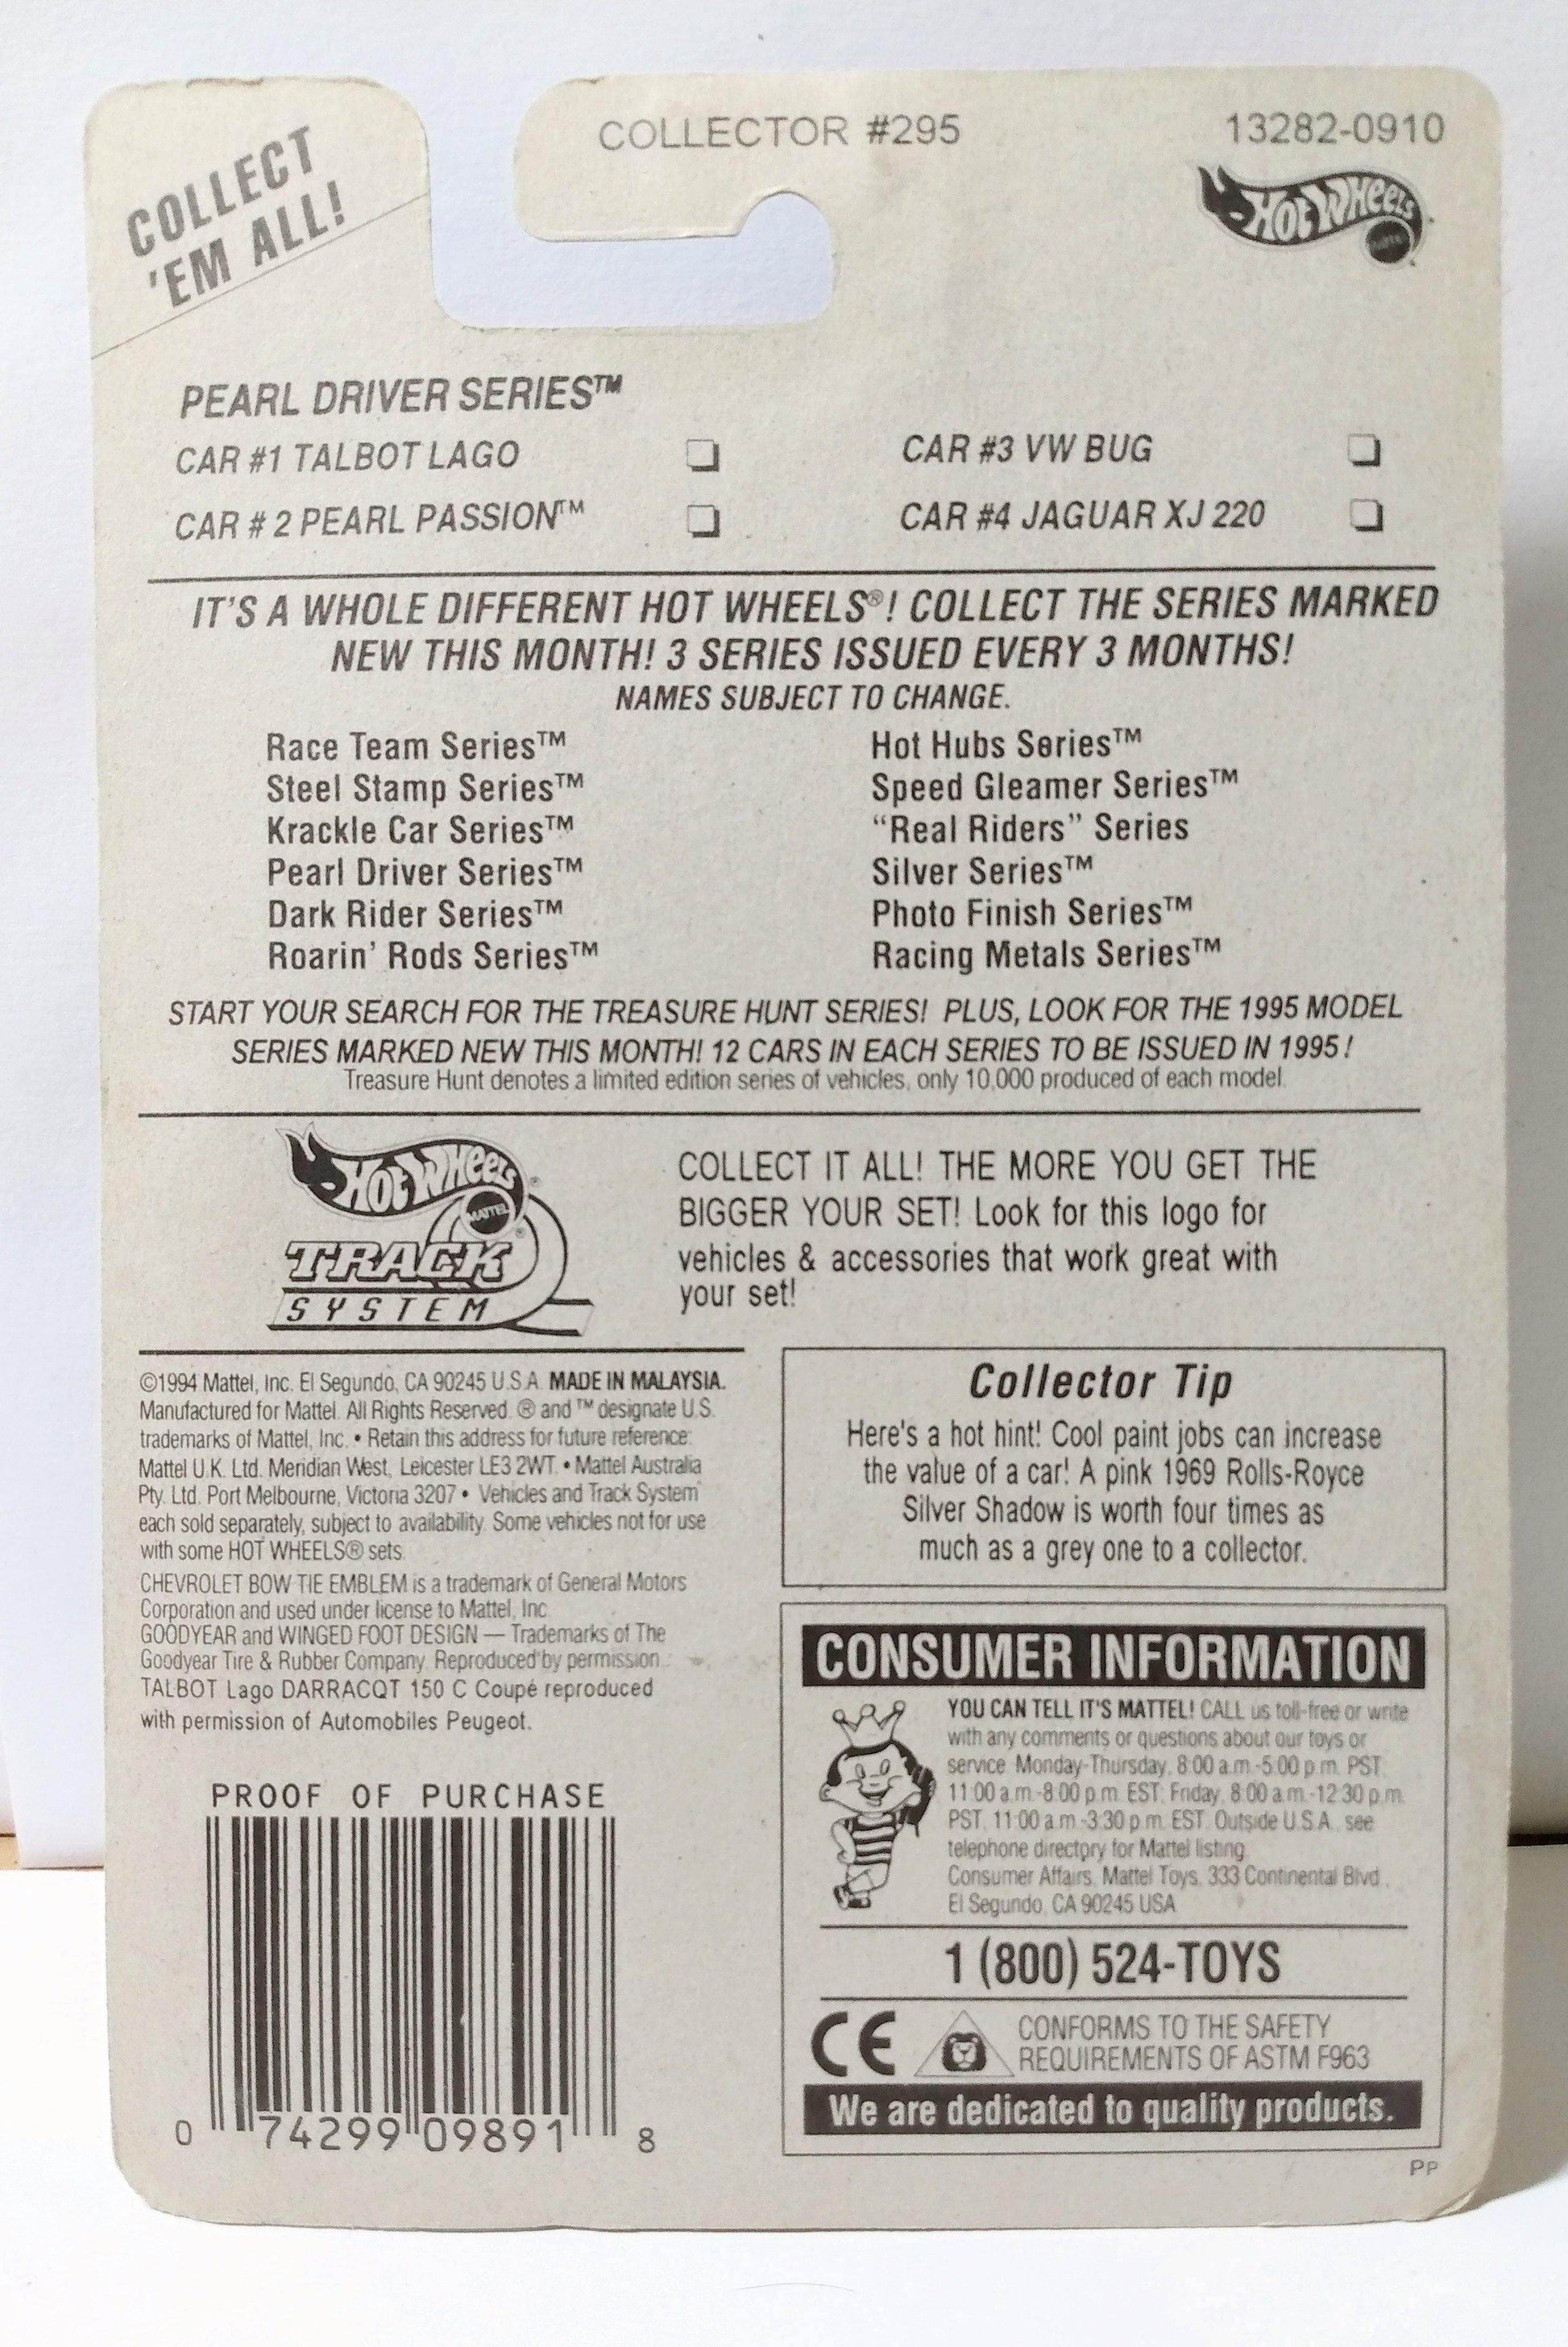 COLLECT
'EM ALL!
COLLECTOR #295
13282-0910
HOT WHEELS
MATTEL
PEARL DRIVER SERIES™
CAR #1 TALBOT LAGO ❏
CAR #3 VW BUG ❏
CAR # 2 PEARL PASSION™ ❏
CAR #4 JAGUAR XJ 220 ❏
IT'S A WHOLE DIFFERENT HOT WHEELS®! COLLECT THE SERIES MARKED
NEW THIS MONTH! 3 SERIES ISSUED EVERY 3 MONTHS!
NAMES SUBJECT TO CHANGE.
Race Team Series™
Steel Stamp Series™
Krackle Car Series™
Pearl Driver Series™
Dark Rider Series™
Roarin' Rods Series™
Hot Hubs Series™
Speed Gleamer Series™
"Real Riders" Series
Silver Series™
Photo Finish Series™
Racing Metals Series™
START YOUR SEARCH FOR THE TREASURE HUNT SERIES! PLUS, LOOK FOR THE 1995 MODEL
SERIES MARKED NEW THIS MONTH! 12 CARS IN EACH SERIES TO BE ISSUED IN 1995!
Treasure Hunt denotes a limited edition series of vehicles, only 10,000 produced of each model.
HOT WHEELS®
MATTEL®
TRACK
SYSTEM
COLLECT IT ALL! THE MORE YOU GET THE
BIGGER YOUR SET! Look for this logo for
vehicles & accessories that work great with
your set!
©1994 Mattel, Inc. El Segundo, CA 90245 U.S.A. MADE IN MALAYSIA.
Manufactured for Mattel. All Rights Reserved. ® and ™ designate U.S.
trademarks of Mattel, Inc. • Retain this address for future reference:
Mattel U.K. Ltd. Meridian West, Leicester LE3 2WT. • Mattel Australia
Pty. Ltd. Port Melbourne, Victoria 3207 • Vehicles and Track System
each sold separately, subject to availability. Some vehicles not for use
with some HOT WHEELS® sets.
CHEVROLET BOW TIE EMBLEM is a trademark of General Motors
Corporation and used under license to Mattel, Inc.
GOODYEAR and WINGED FOOT DESIGN — Trademarks of The
Goodyear Tire & Rubber Company. Reproduced by permission.
TALBOT Lago DARRACQT 150 C Coupé reproduced
with permission of Automobiles Peugeot.
PROOF OF PURCHASE
0 74299 09891 8
Collector Tip
Here's a hot hint! Cool paint jobs can increase
the value of a car! A pink 1969 Rolls-Royce
Silver Shadow is worth four times as
much as a grey one to a collector.
CONSUMER INFORMATION
YOU CAN TELL IT'S MATTEL! CALL us toll-free or write
with any comments or questions about our toys or
service. Monday-Thursday, 8:00 a.m.-5:00 p.m. PST,
11:00 a.m.-8:00 p.m. EST; Friday, 8:00 a.m.-12:30 p.m.
PST, 11:00 a.m.-3:30 p.m. EST. Outside U.S.A., see
telephone directory for Mattel listing.
Consumer Affairs, Mattel Toys, 333 Continental Blvd.,
El Segundo, CA 90245 USA
1 (800) 524-TOYS
CE
CONFORMS TO THE SAFETY
REQUIREMENTS OF ASTM F963
We are dedicated to quality products.
PP